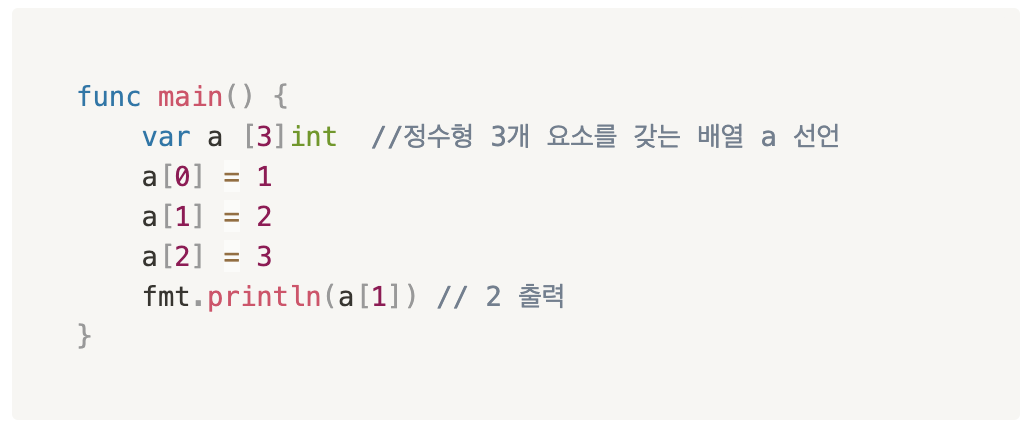 func main() {
    var a [3]int  //정수형 3개 요소를 갖는 배열 a 선언
    a[0] = 1
    a[1] = 2
    a[2] = 3
    fmt.println(a[1]) // 2 출력
}